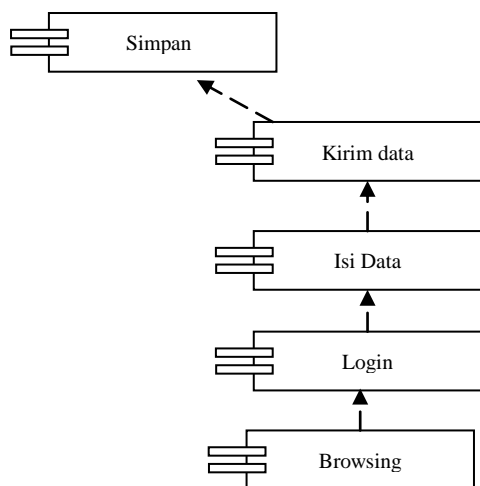 Simpan
Kirim data
Isi Data
Login
Browsing